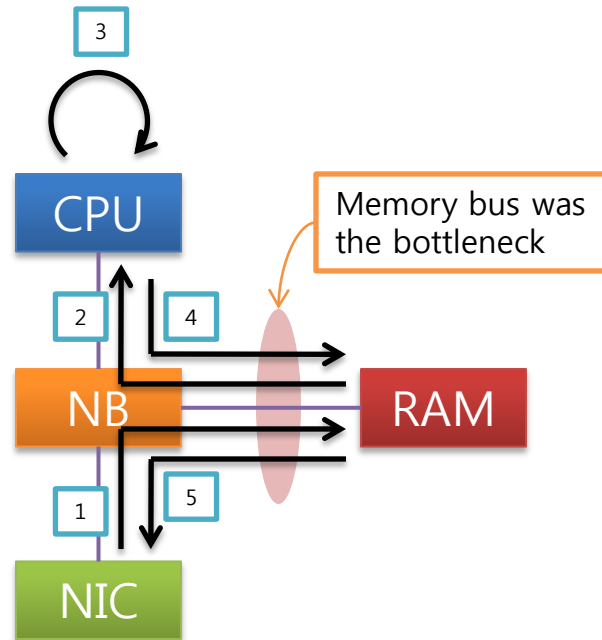 3
CPU
Memory bus was
the bottleneck
2
4
NB
RAM
1
5
NIC